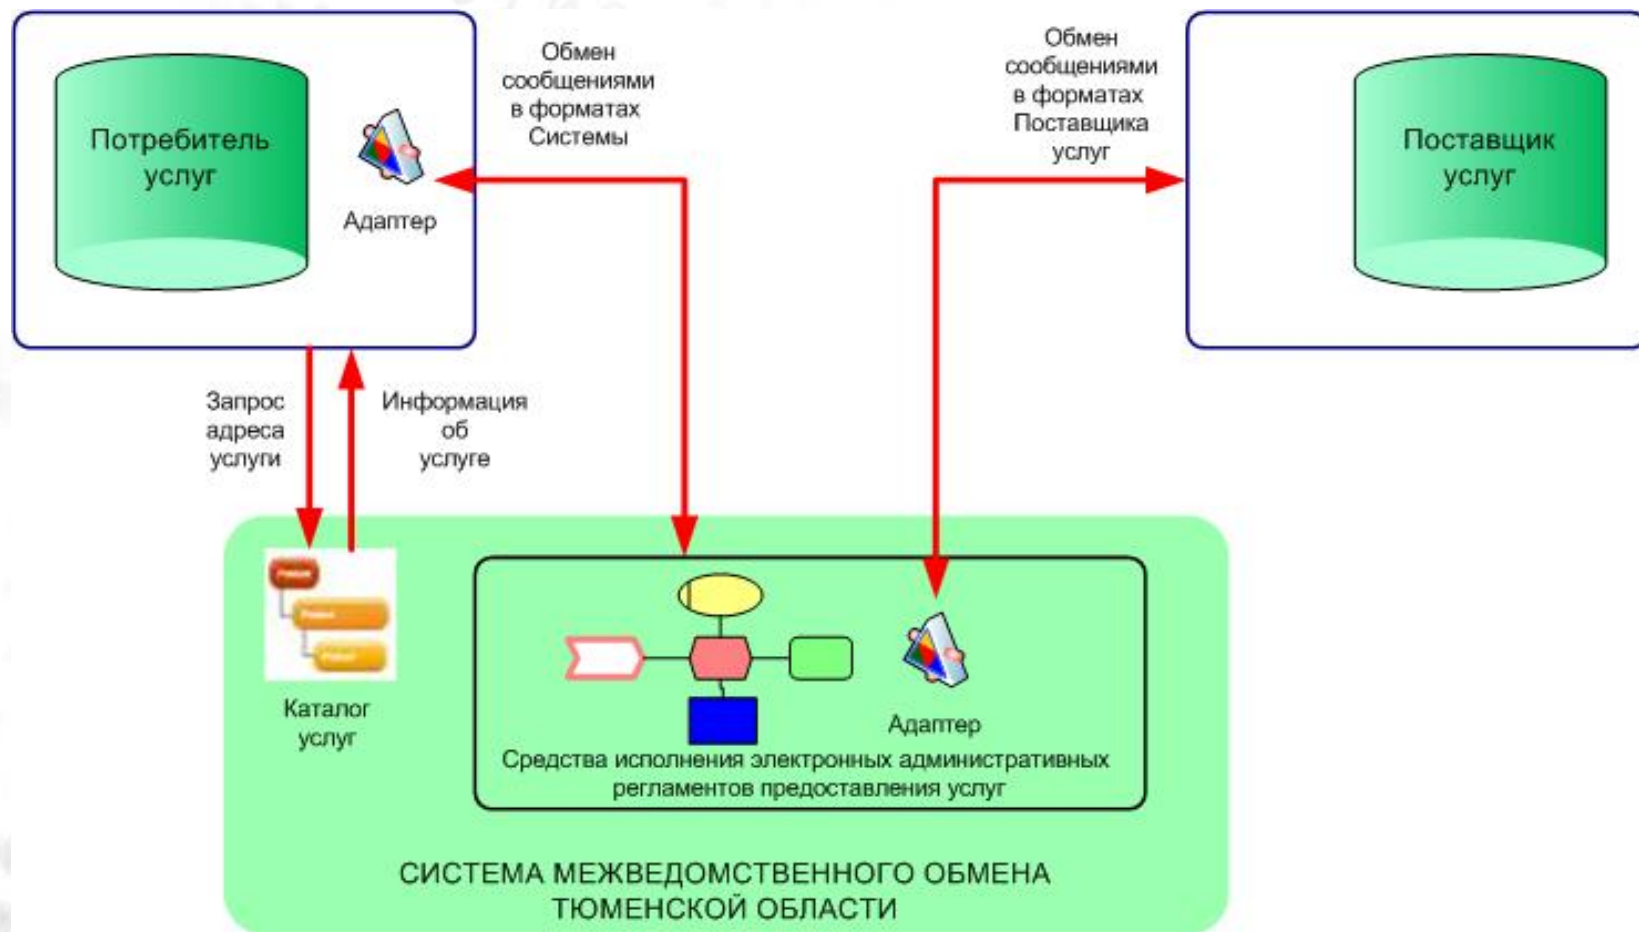 Потребитель
услуг
Адаптер
Обмен
сообщениями
в форматах
Системы
Обмен
сообщениями
в форматах
Поставщика
услуг
Поставщик
услуг
Запрос
адреса
услуги
Информация
об
услуге
Каталог
услуг
Адаптер
Средства исполнения электронных административных
регламентов предоставления услуг
СИСТЕМА МЕЖВЕДОМСТВЕННОГО ОБМЕНА
ТЮМЕНСКОЙ ОБЛАСТИ